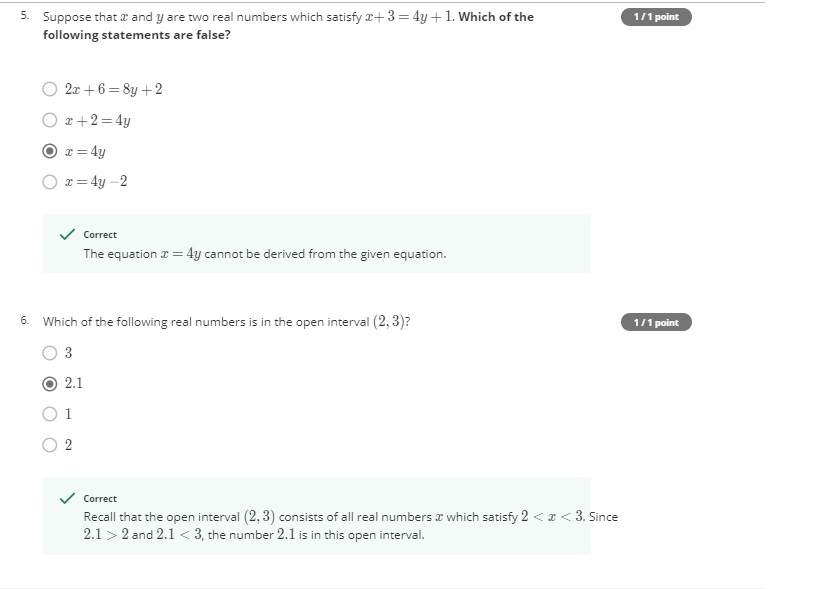 5. Suppose that x and y are two real numbers which satisfy x+3=4y+1. Which of the 1 / 1 point
following statements are false?
2x+6=8y+2
x+2=4y
x=4y
x=4y−2
Correct
The equation x = 4y cannot be derived from the given equation.
6. Which of the following real numbers is in the open interval (2, 3)? 1 / 1 point
3
2.1
1
2
Correct
Recall that the open interval (2, 3) consists of all real numbers x which satisfy 2 < x < 3. Since
2.1 > 2 and 2.1 < 3, the number 2.1 is in this open interval.